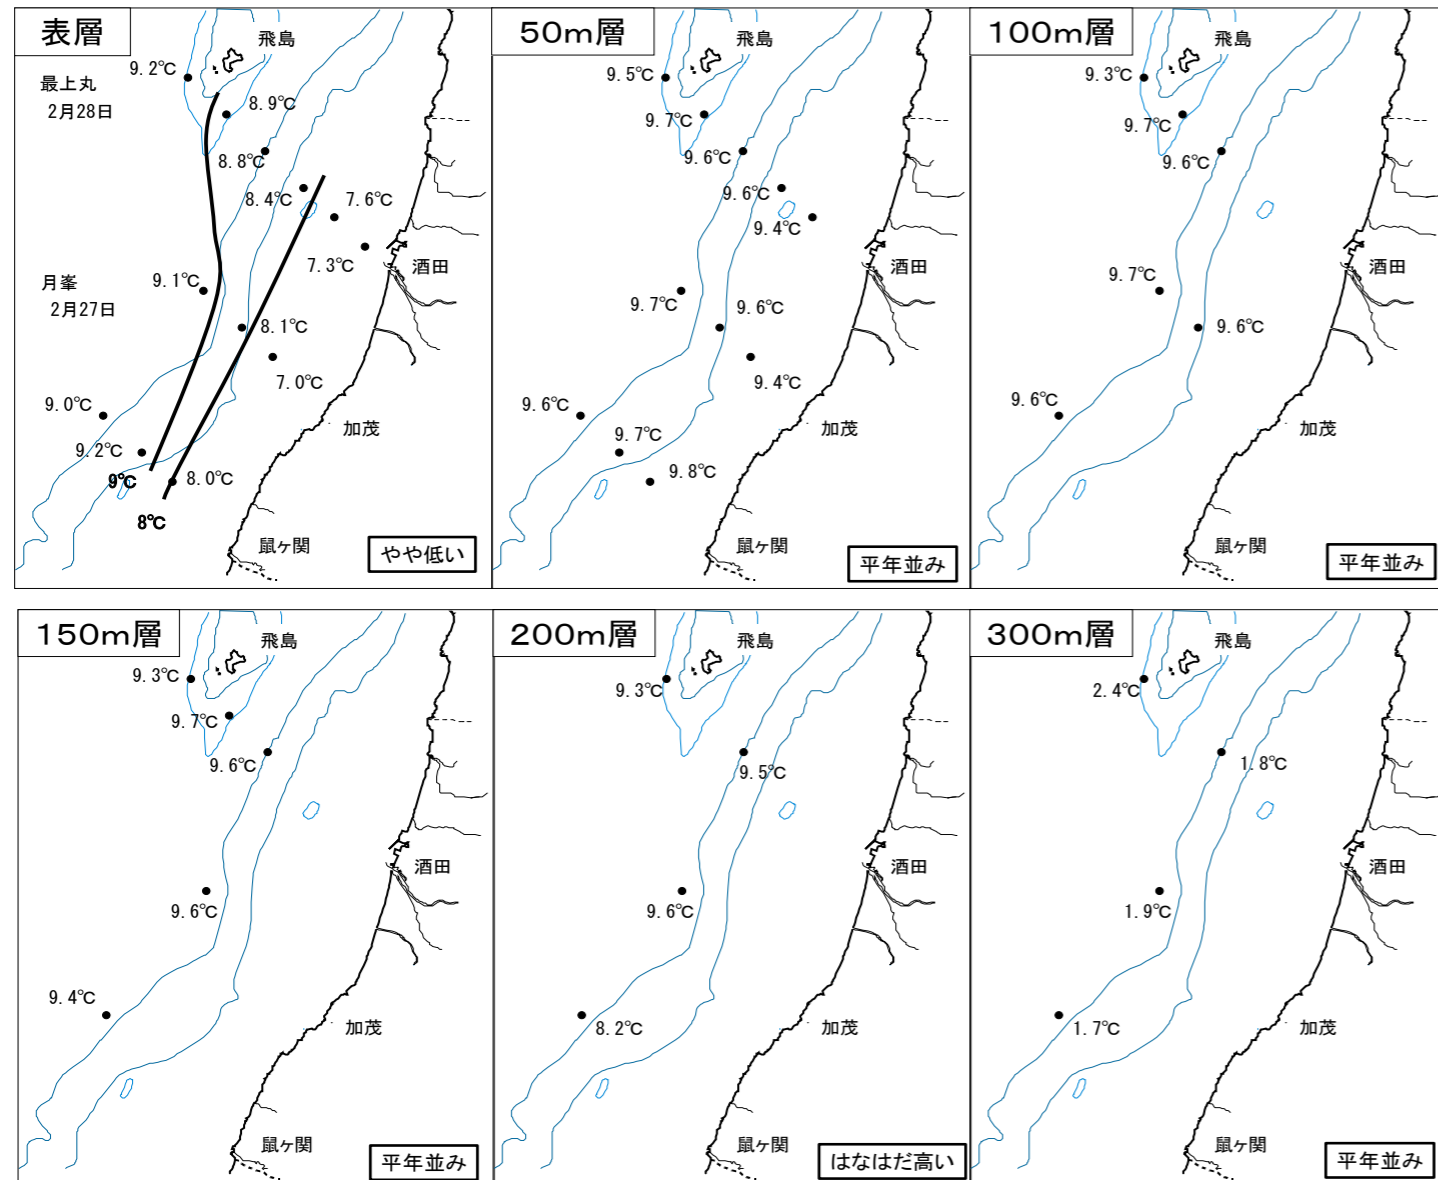 表層
飛島
9.2℃
最上丸
2月28日
8.9℃
8.8℃
8.4℃
7.6℃
7.3℃
酒田
月峯
2月27日
9.1℃
8.1℃
7.0℃
9.0℃
加茂
9.2℃
9℃
8.0℃
8℃
鼠ヶ関
やや低い
50m層
飛島
9.5℃
9.7℃
9.6℃
9.6℃
9.4℃
酒田
9.7℃
9.6℃
9.4℃
9.6℃
9.7℃
加茂
9.8℃
鼠ヶ関
平年並み
100m層
飛島
9.3℃
9.7℃
9.6℃
酒田
9.7℃
9.6℃
9.6℃
加茂
鼠ヶ関
平年並み
150m層
飛島
9.3℃
9.7℃
9.6℃
酒田
9.6℃
9.4℃
加茂
鼠ヶ関
平年並み
200m層
飛島
9.3℃
9.5℃
酒田
9.6℃
8.2℃
加茂
鼠ヶ関
はなはだ高い
300m層
飛島
2.4℃
1.8℃
酒田
1.9℃
1.7℃
加茂
鼠ヶ関
平年並み